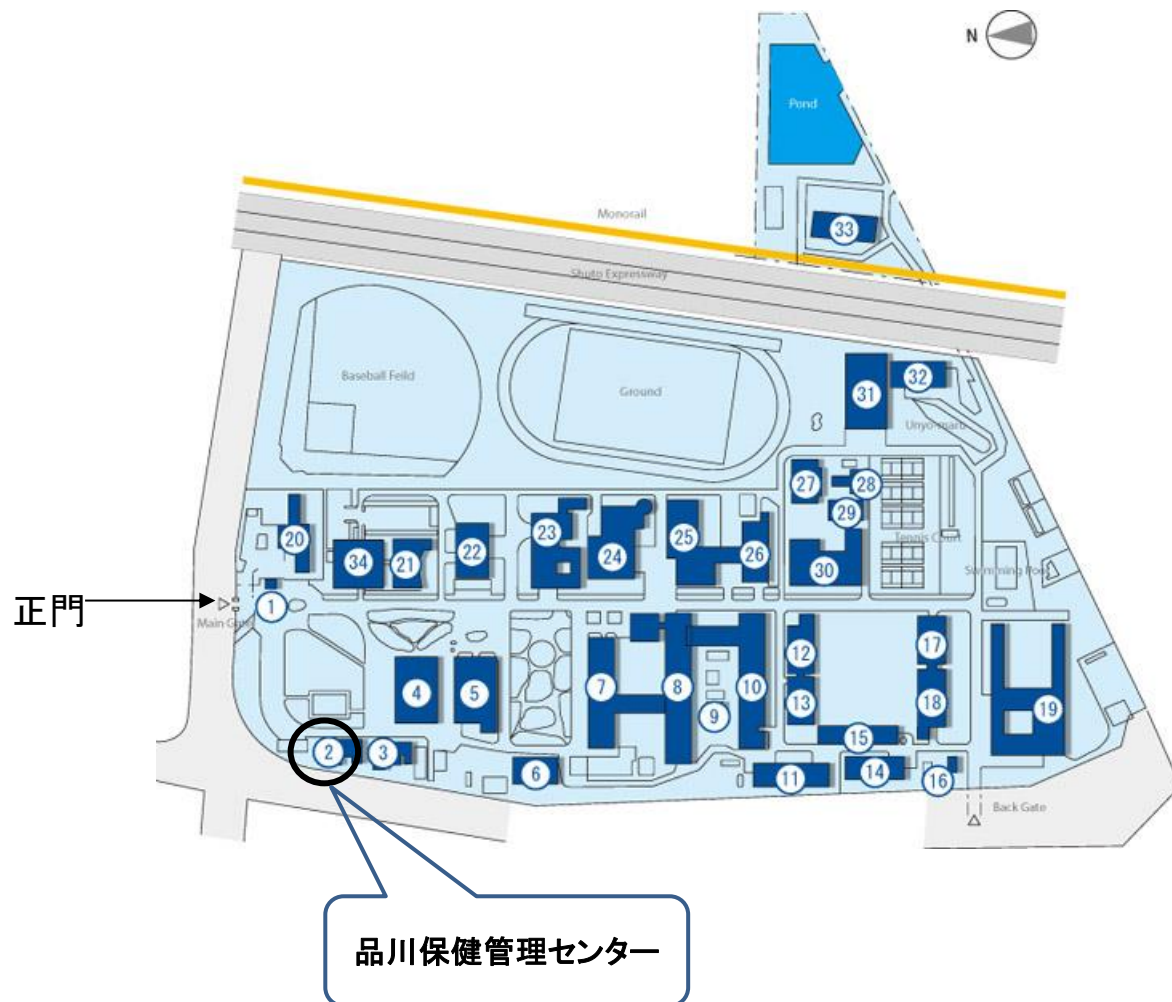 N
Pond
33
Monorail
Shuto Expressway
Baseball Feild
Ground
31
32
Unyo-maru
27
28
29
20
34
21
22
23
24
25
26
30
Tennis Court
Swimming Pool
正門
Main Gate
1
4
5
7
8
9
10
12
13
17
18
19
2
3
6
11
15
14
16
Back Gate
品川保健管理センター